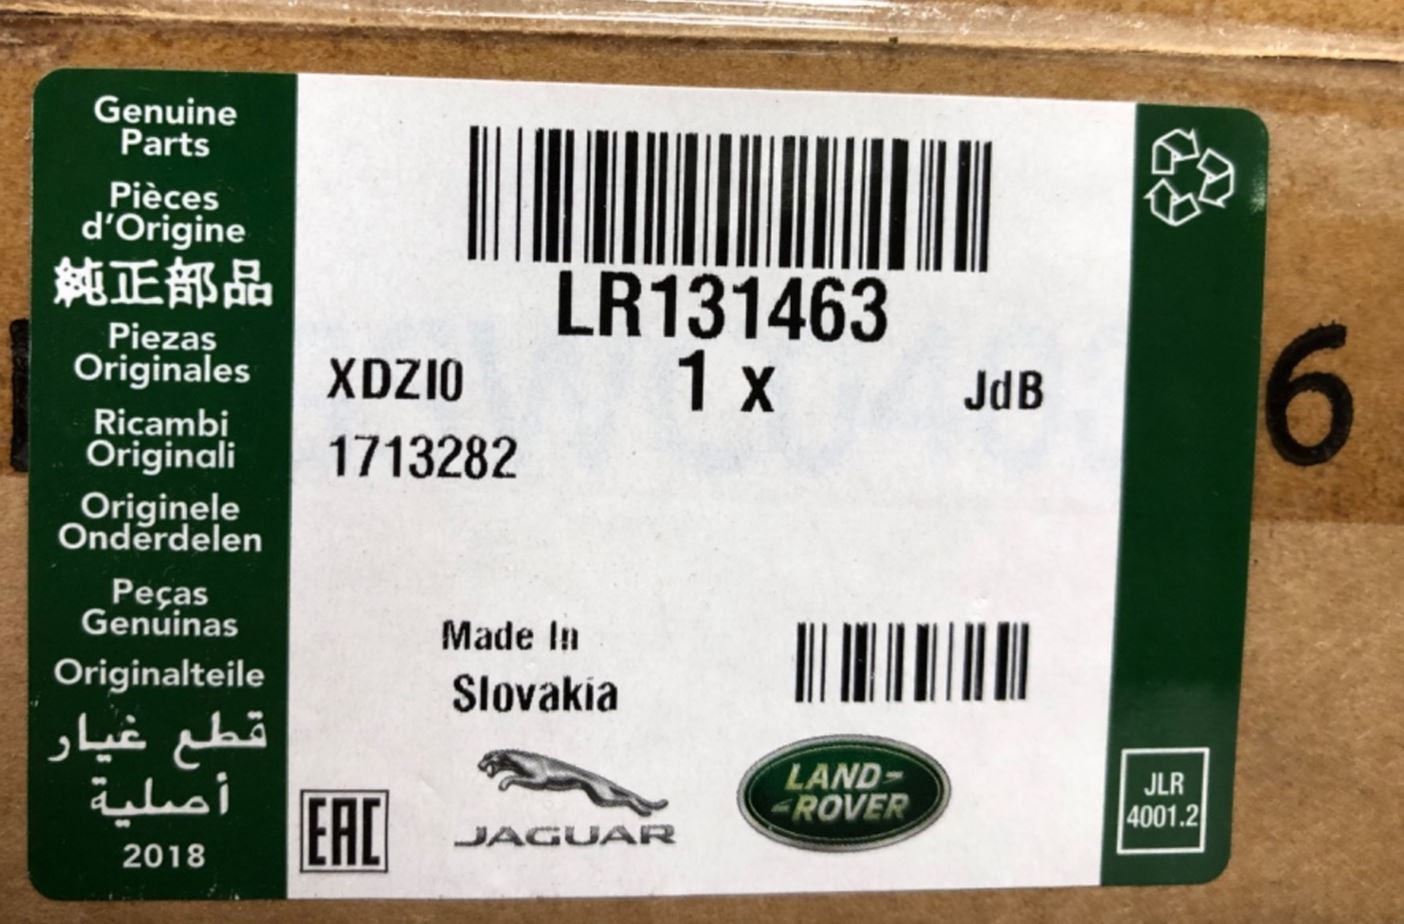 Genuine
Parts
Pièces
d'Origine
純正部品
Piezas
Originales
Ricambi
Originali
Originele
Onderdelen
Peças
Genuinas
Originalteile
قطع غيار
أصلية
2018
LR131463
XDZI0
1 x
JdB
1713282
Made In
Slovakia
EAC
JAGUAR
LAND-
-ROVER
JLR
4001.2
6